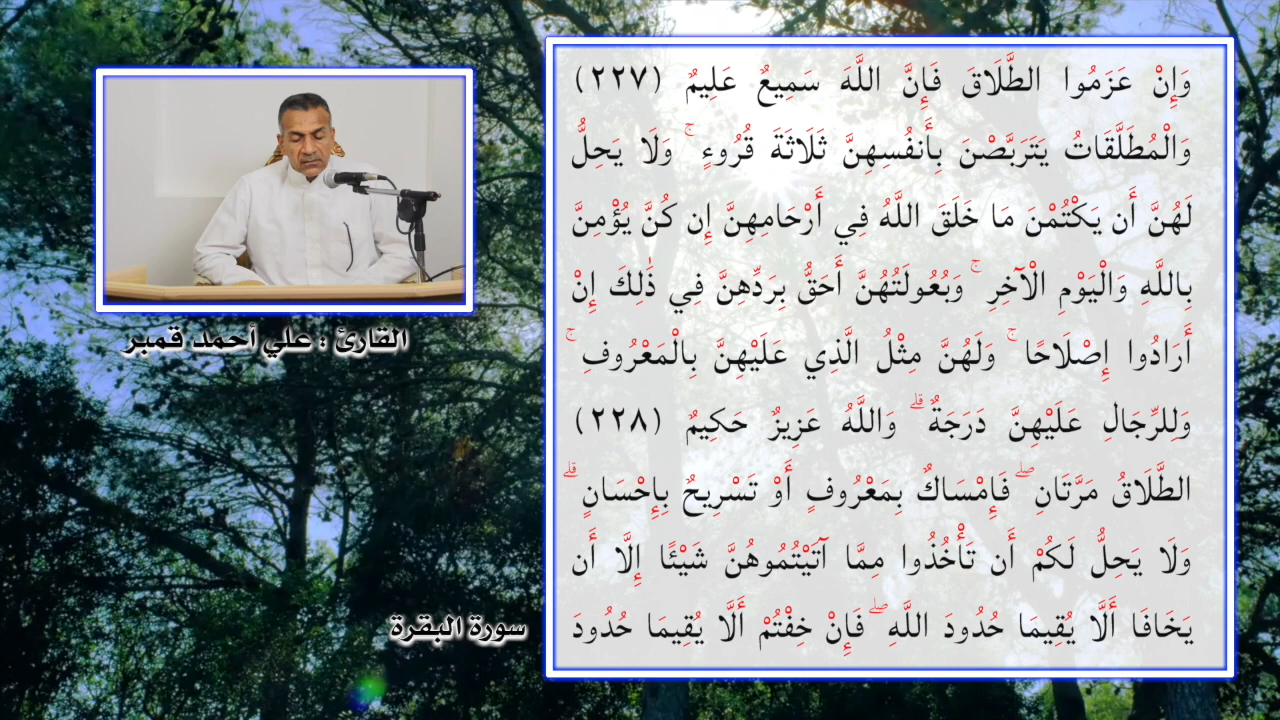 وَإِنْ عَزَمُوا الطَّلَاقَ فَإِنَّ اللَّهَ سَمِيعٌ عَلِيمٌ (٢٢٧)
وَالْمُطَلَّقَاتُ يَتَرَبَّصْنَ بِأَنفُسِهِنَّ ثَلَاثَةَ قُرُوءٍ ۚ وَلَا يَحِلُّ
لَهُنَّ أَن يَكْتُمْنَ مَا خَلَقَ اللَّهُ فِي أَرْحَامِهِنَّ إِن كُنَّ يُؤْمِنَّ
بِاللَّهِ وَالْيَوْمِ الْآخِرِ ۚ وَبُعُولَتُهُنَّ أَحَقُّ بِرَدِّهِنَّ فِي ذَٰلِكَ إِنْ
أَرَادُوا إِصْلَاحًا ۚ وَلَهُنَّ مِثْلُ الَّذِي عَلَيْهِنَّ بِالْمَعْرُوفِ ۚ
وَلِلرِّجَالِ عَلَيْهِنَّ دَرَجَةٌ ۗ وَاللَّهُ عَزِيزٌ حَكِيمٌ (٢٢٨)
الطَّلَاقُ مَرَّتَانِ ۖ فَإِمْسَاكٌ بِمَعْرُوفٍ أَوْ تَسْرِيحٌ بِإِحْسَانٍ ۗ
وَلَا يَحِلُّ لَكُمْ أَن تَأْخُذُوا مِمَّا آتَيْتُمُوهُنَّ شَيْئًا إِلَّا أَن
يَخَافَا أَلَّا يُقِيمَا حُدُودَ اللَّهِ ۖ فَإِنْ خِفْتُمْ أَلَّا يُقِيمَا حُدُودَ
القارئ : علي أحمد قمبر
سورة البقرة